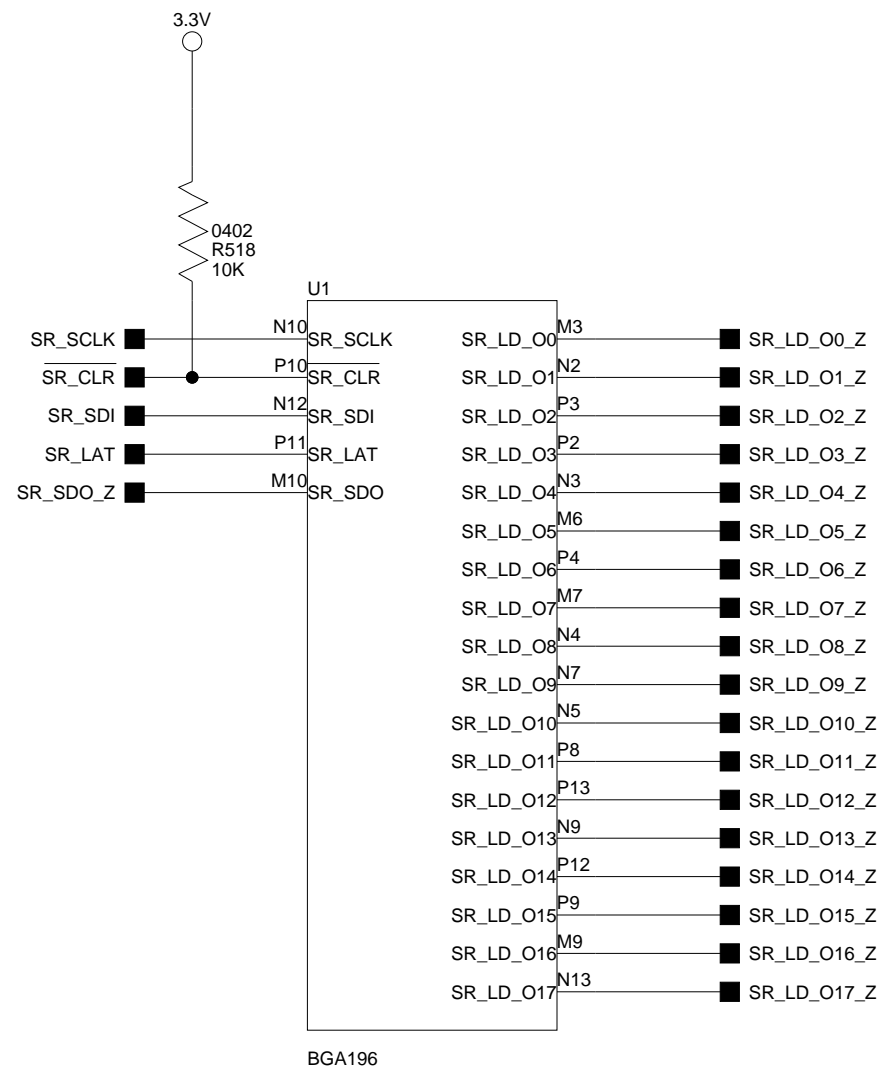 3.3V
0402
R518
10K
U1
SR_SCLK N10 SR_SCLK SR_LD_O0 M3 SR_LD_O0_Z
SR_CLR P10 SR_CLR SR_LD_O1 N2 SR_LD_O1_Z
SR_SDI N12 SR_SDI SR_LD_O2 P3 SR_LD_O2_Z
SR_LAT P11 SR_LAT SR_LD_O3 P2 SR_LD_O3_Z
SR_SDO_Z M10 SR_SDO SR_LD_O4 N3 SR_LD_O4_Z
SR_LD_O5 M6 SR_LD_O5_Z
SR_LD_O6 P4 SR_LD_O6_Z
SR_LD_O7 M7 SR_LD_O7_Z
SR_LD_O8 N4 SR_LD_O8_Z
SR_LD_O9 N7 SR_LD_O9_Z
SR_LD_O10 N5 SR_LD_O10_Z
SR_LD_O11 P8 SR_LD_O11_Z
SR_LD_O12 P13 SR_LD_O12_Z
SR_LD_O13 N9 SR_LD_O13_Z
SR_LD_O14 P12 SR_LD_O14_Z
SR_LD_O15 P9 SR_LD_O15_Z
SR_LD_O16 M9 SR_LD_O16_Z
SR_LD_O17 N13 SR_LD_O17_Z
BGA196